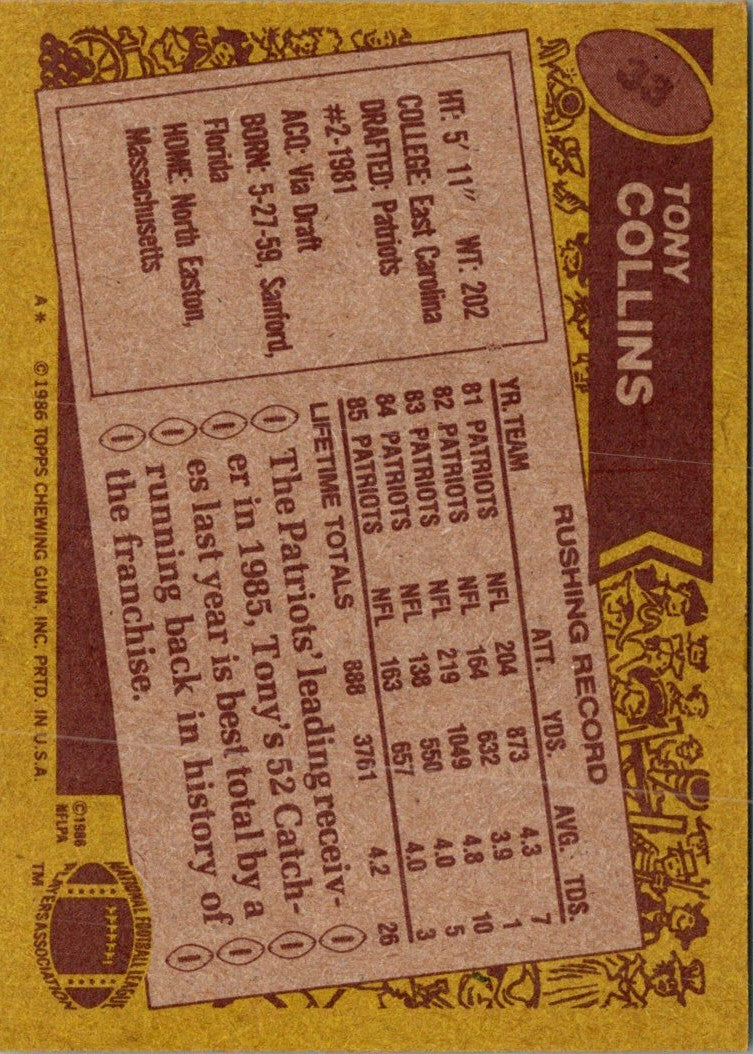 33
TONY
COLLINS
HT: 5' 11" WT: 202
COLLEGE: East Carolina
DRAFTED: Patriots
#2-1981
ACQ: Via Draft
BORN: 5-27-59, Sanford,
Florida
HOME: North Easton,
Massachusetts
RUSHING RECORD
YR. TEAM ATT. YDS. AVG. TDS.
81 PATRIOTS NFL 204 873 4.3 7
82 PATRIOTS NFL 164 632 3.9 1
83 PATRIOTS NFL 219 1049 4.8 10
84 PATRIOTS NFL 138 550 4.0 5
85 PATRIOTS NFL 163 657 4.0 3
LIFETIME TOTALS 888 3761 4.2 26
The Patriots' leading receiv-
er in 1985, Tony's 52 Catch-
es last year is best total by a
running back in history of
the franchise.
A* ©1986 TOPPS CHEWING GUM, INC. PRTD. IN U.S.A.
©1986
NFLPA
NATIONAL FOOTBALL LEAGUE
PLAYERS ASSOCIATION
TM